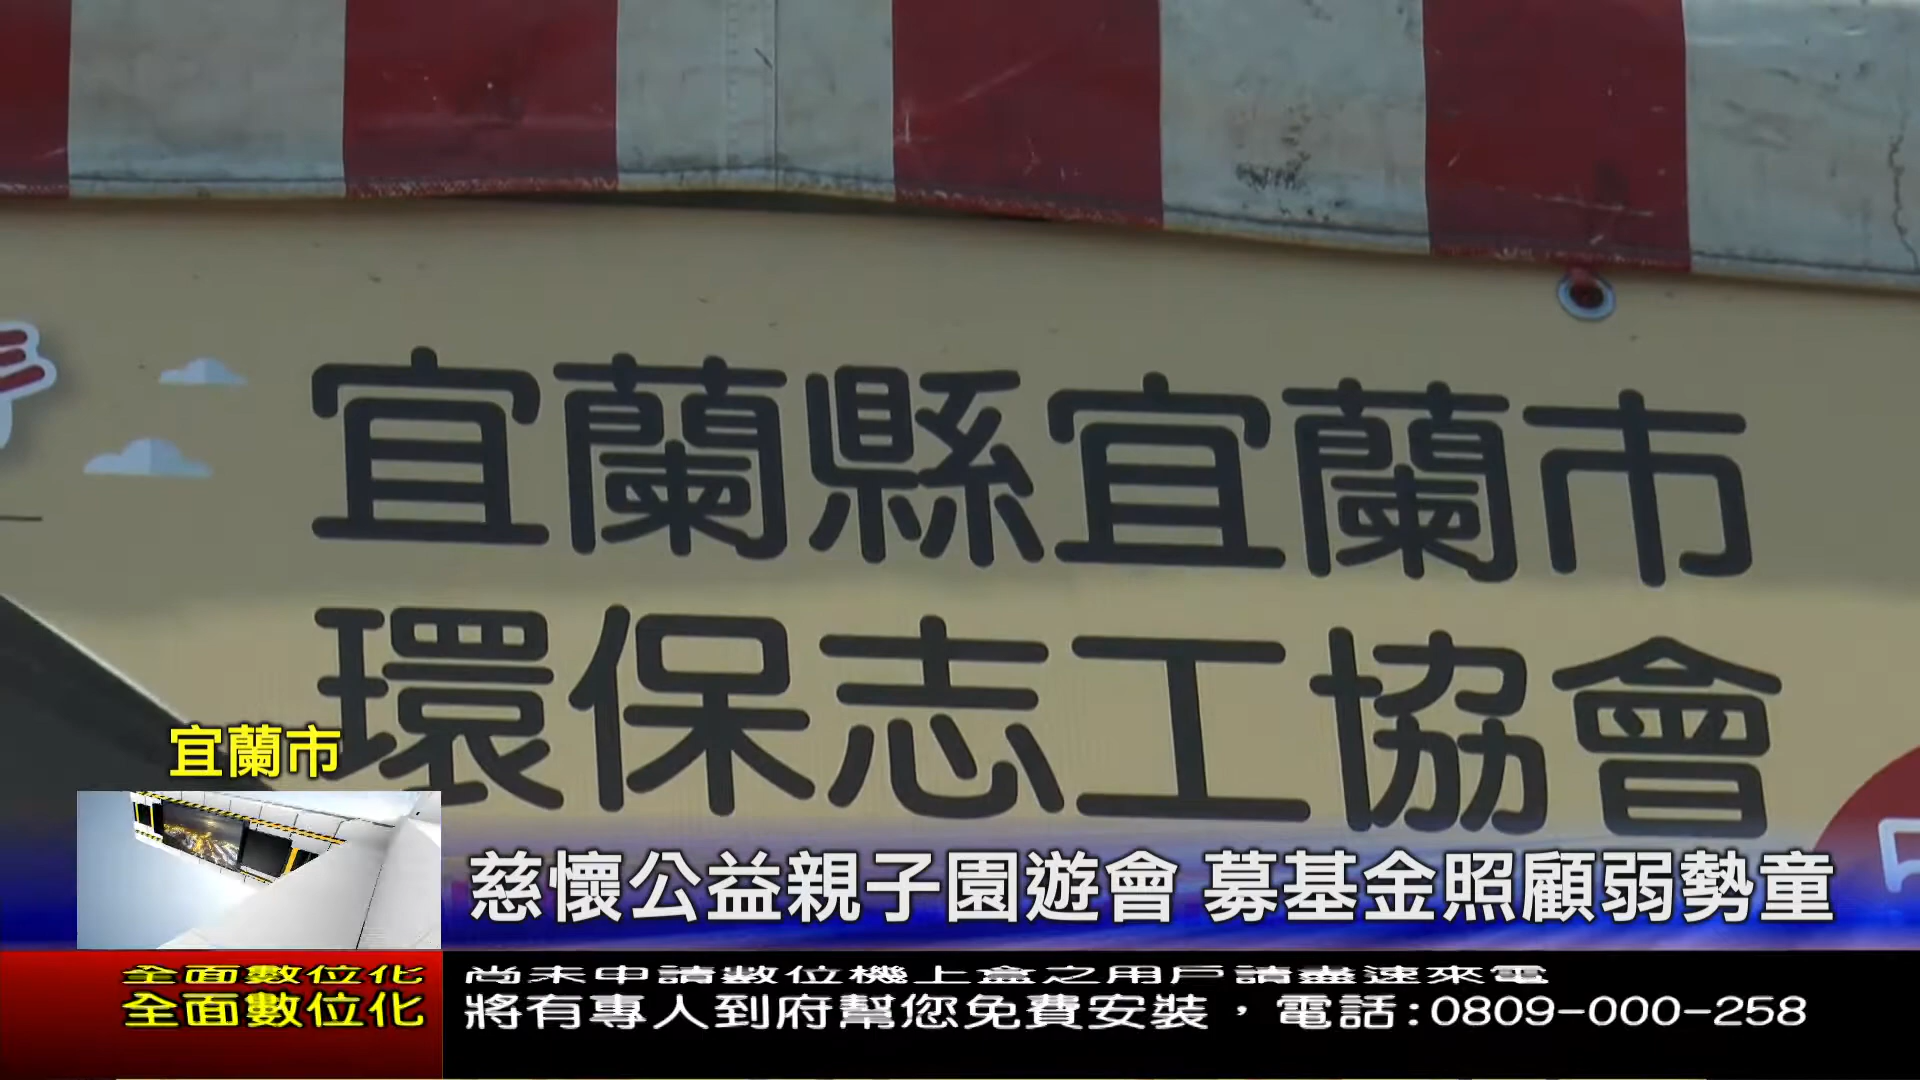 宜蘭縣宜蘭市
環保志工協會
宜蘭市
慈懷公益親子園遊會 募基金照顧弱勢童
全面數位化
尚未申請數位機上盒之用戶請盡速來電
全面數位化
將有專人到府幫您免費安裝，電話:0809-000-258